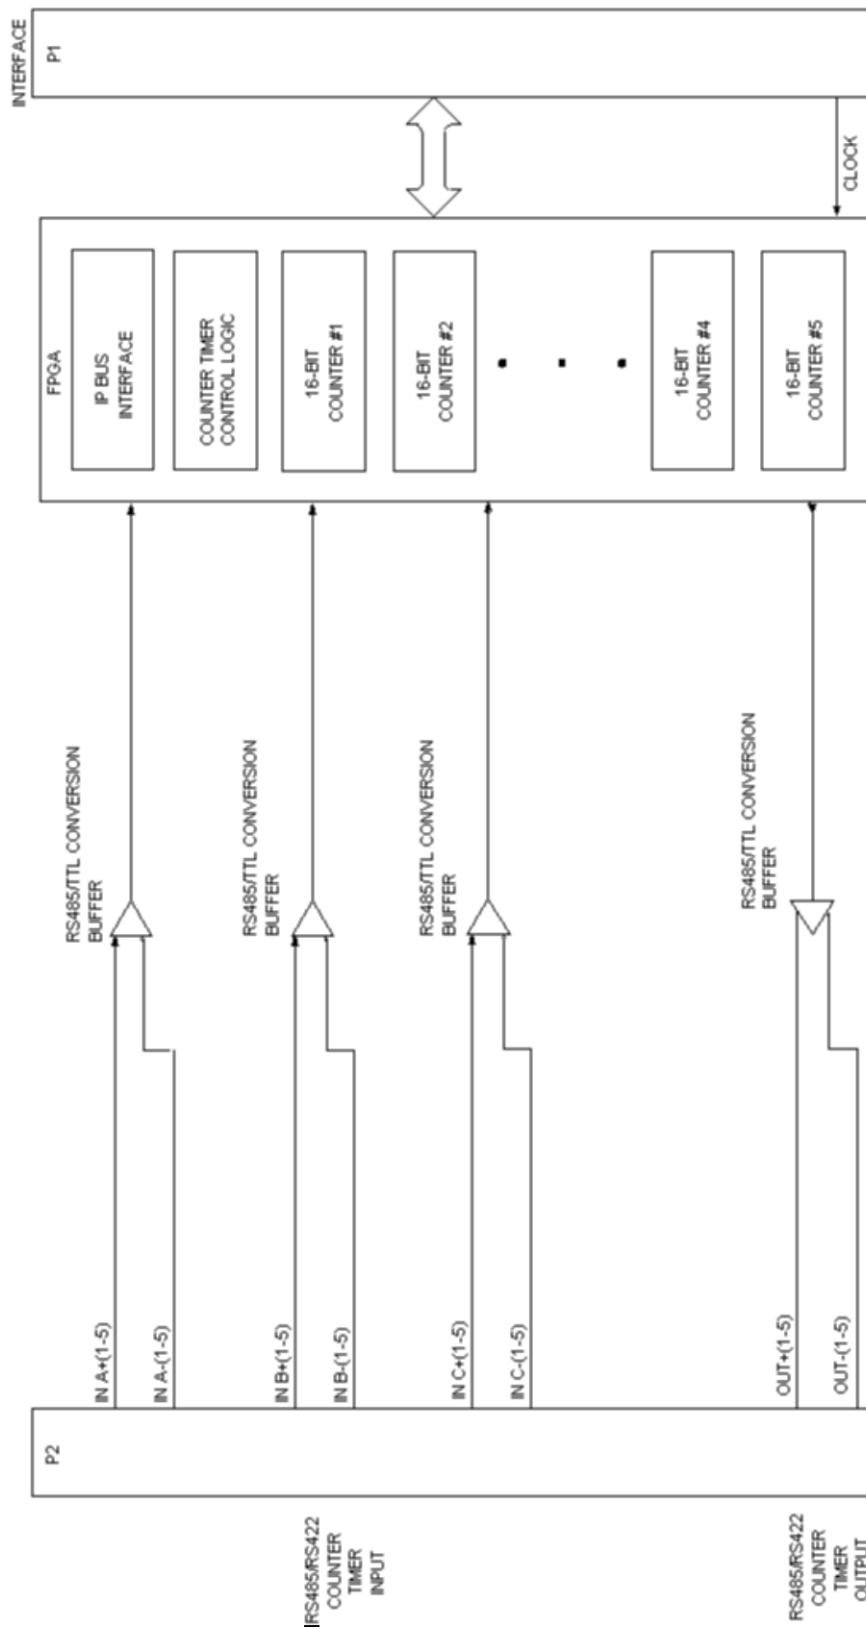 INTERFACE
P2
FPGA
P1
IN A+(1-5)
IN A-(1-5)
RS485/TTL CONVERSION
BUFFER
IP BUS
INTERFACE
COUNTER TIMER
CONTROL LOGIC
RS485/RS422
COUNTER
TIMER
INPUT
IN B+(1-5)
IN B-(1-5)
RS485/TTL CONVERSION
BUFFER
16-BIT
COUNTER #1
16-BIT
COUNTER #2
IN C+(1-5)
IN C-(1-5)
RS485/TTL CONVERSION
BUFFER
16-BIT
COUNTER #4
RS485/RS422
COUNTER
TIMER
OUTPUT
OUT+(1-5)
OUT-(1-5)
RS485/TTL CONVERSION
BUFFER
16-BIT
COUNTER #5
CLOCK